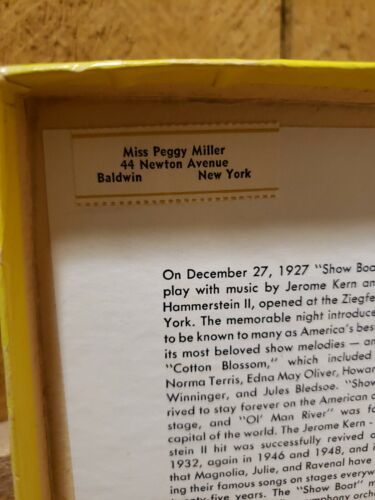 Miss Peggy Miller
44 Newton Avenue
Baldwin New York
On December 27, 1927 "Show Boa
play with music by Jerome Kern an
Hammerstein II, opened at the Ziegfe
York. The memorable night introduce
to be known to many as America's bes
its most beloved show melodies — an
"Cotton Blossom," which included
Norma Terris, Edna May Oliver, Howar
Winninger, and Jules Bledsoe. "Show
rived to stay forever on the American
stage, and "Ol' Man River" was fa
capital of the world. The Jerome Kern -
stein II hit was successfully revived
1932, again in 1946 and 1948, and
that Magnolia, Julie, and Ravenal have
ing their famous songs on stages everyw
ty-five years. The "Show Boat" m
symphony orch